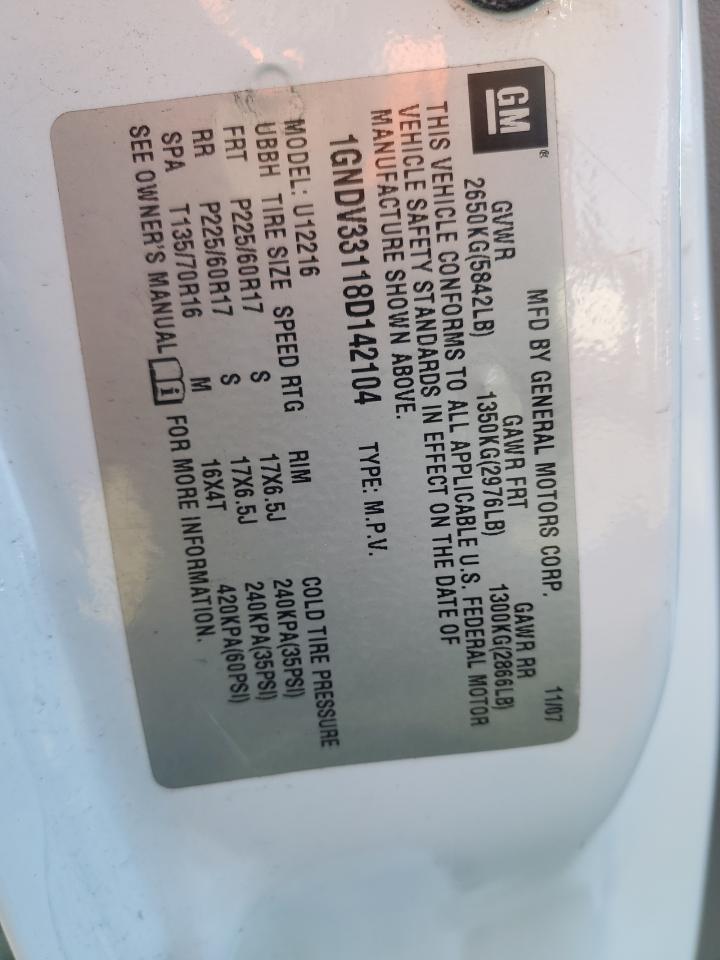 GM®
MFD BY GENERAL MOTORS CORP. 11/07
GVWR GAWR FRT GAWR RR
2650KG(5842LB) 1350KG(2976LB) 1300KG(2866LB)
THIS VEHICLE CONFORMS TO ALL APPLICABLE U.S. FEDERAL MOTOR
VEHICLE SAFETY STANDARDS IN EFFECT ON THE DATE OF
MANUFACTURE SHOWN ABOVE.
1GNDV33118D142104 TYPE: M.P.V.
MODEL: U12216
UBBH TIRE SIZE SPEED RTG RIM COLD TIRE PRESSURE
FRT P225/60R17 S 17X6.5J 240KPA(35PSI)
RR P225/60R17 S 17X6.5J 240KPA(35PSI)
SPA T135/70R16 M 16X4T 420KPA(60PSI)
SEE OWNER'S MANUAL i FOR MORE INFORMATION.